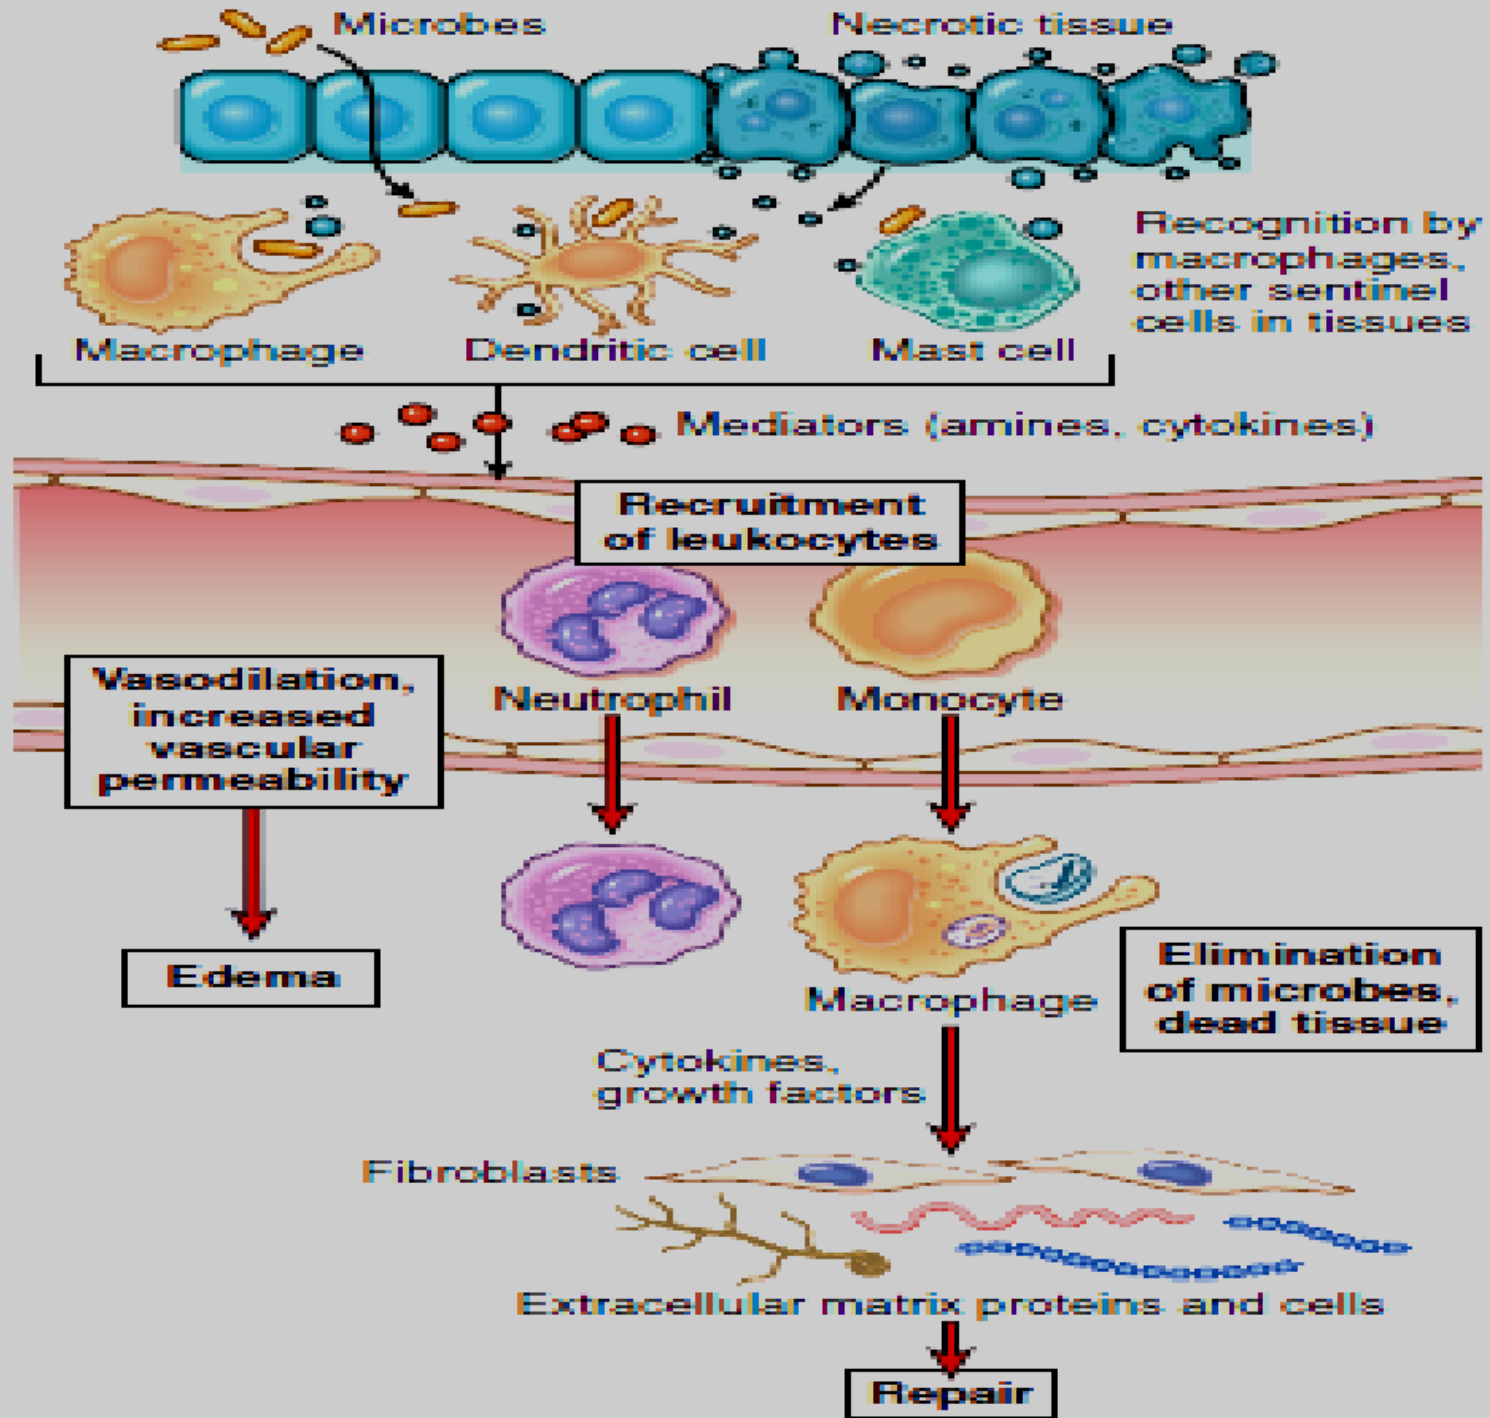 Microbes
Necrotic tissue
Recognition by
macrophages,
other sentinel
cells in tissues
Macrophage
Dendritic cell
Mast cell
Mediators (amines, cytokines)
Recruitment
of leukocytes
Neutrophil
Monocyte
Vasodilation,
increased
vascular
permeability
Edema
Macrophage
Elimination
of microbes,
dead tissue
Cytokines,
growth factors
Fibroblasts
Extracellular matrix proteins and cells
Repair